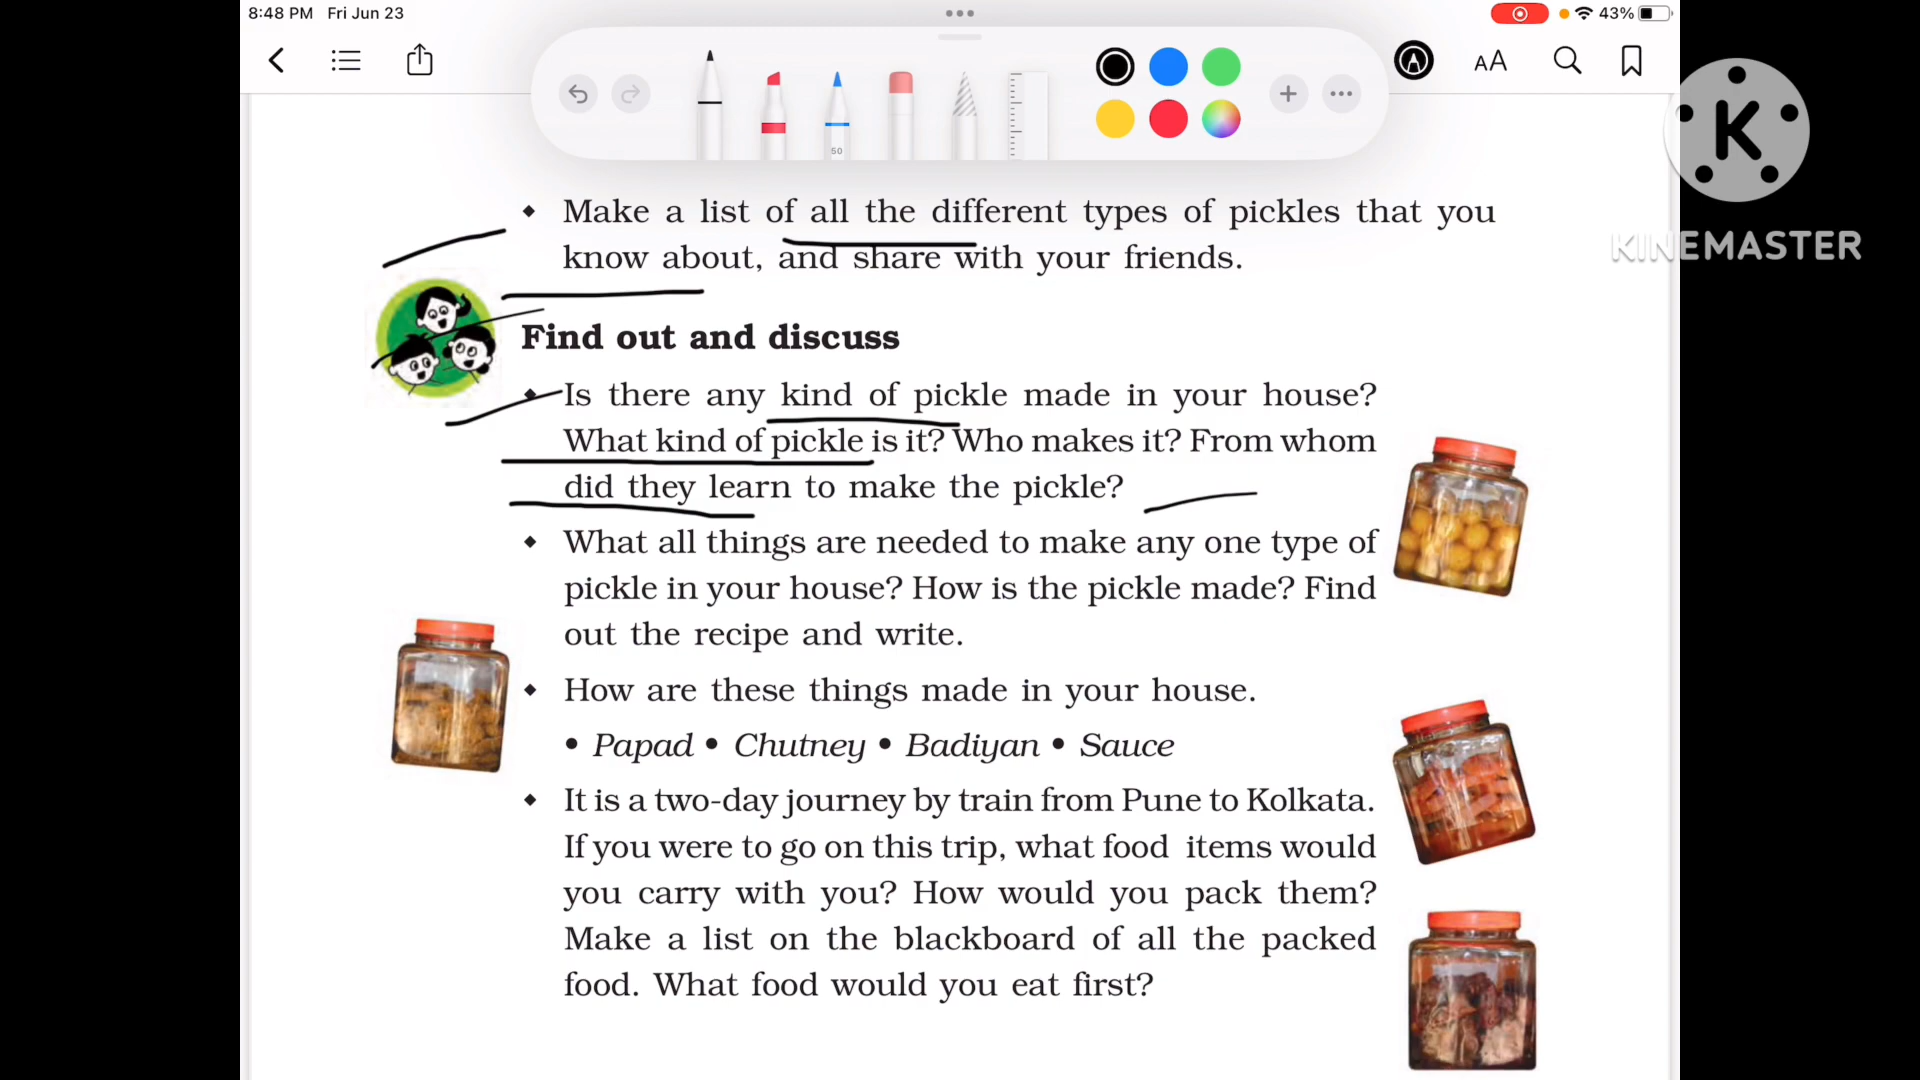 8:48 PM Fri Jun 23
43%
AA
50
K
KINEMASTER
Make a list of all the different types of pickles that you
know about, and share with your friends.
Find out and discuss
Is there any kind of pickle made in your house?
What kind of pickle is it? Who makes it? From whom
did they learn to make the pickle?
What all things are needed to make any one type of
pickle in your house? How is the pickle made? Find
out the recipe and write.
How are these things made in your house.
• Papad • Chutney • Badiyan • Sauce
It is a two-day journey by train from Pune to Kolkata.
If you were to go on this trip, what food items would
you carry with you? How would you pack them?
Make a list on the blackboard of all the packed
food. What food would you eat first?